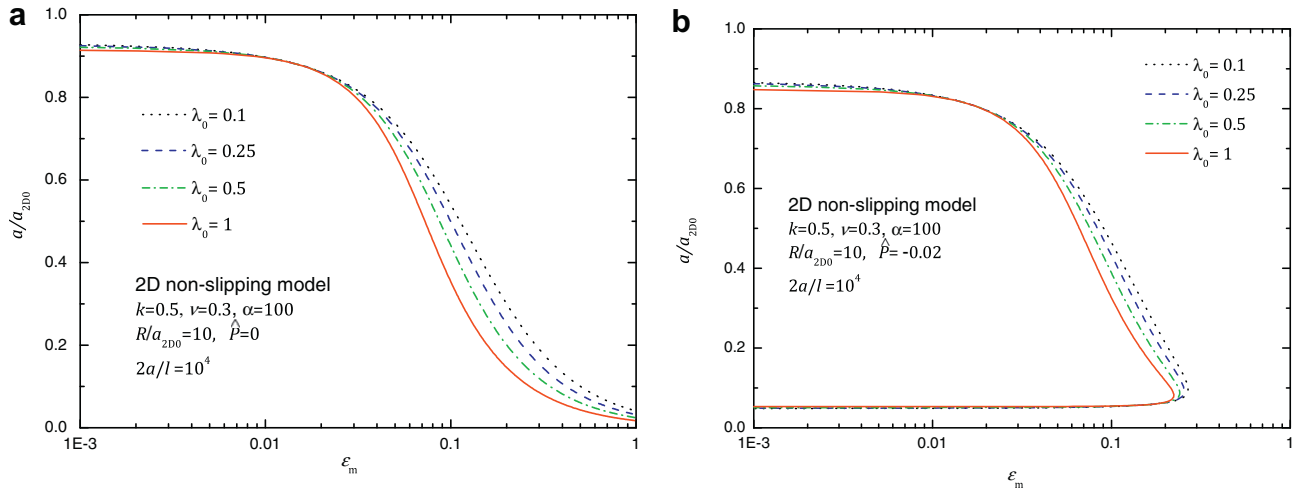 a
1.0
0.8
0.6
0.4
0.2
0.0
a/a2D0
λ0= 0.1
λ0= 0.25
λ0= 0.5
λ0= 1
2D non-slipping model
k=0.5, ν=0.3, α=100
R/a2D0=10, P̂=0
2a/l=10^4
1E-3
0.01
0.1
1
εm
b
1.0
0.8
0.6
0.4
0.2
0.0
a/a2D0
λ0= 0.1
λ0= 0.25
λ0= 0.5
λ0= 1
2D non-slipping model
k=0.5, ν=0.3, α=100
R/a2D0=10, P̂= -0.02
2a/l=10^4
1E-3
0.01
0.1
1
εm